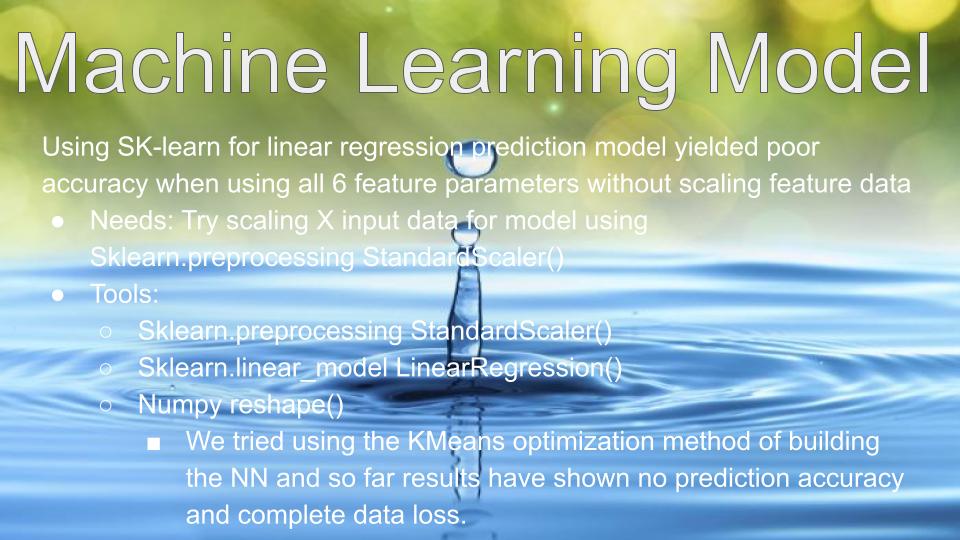 Machine Learning Model
Using SK-learn for linear regression prediction model yielded poor
accuracy when using all 6 feature parameters without scaling feature data
● Needs: Try scaling X input data for model using
Sklearn.preprocessing StandardScaler()
● Tools:
○ Sklearn.preprocessing StandardScaler()
○ Sklearn.linear_model LinearRegression()
○ Numpy reshape()
■ We tried using the KMeans optimization method of building
the NN and so far results have shown no prediction accuracy
and complete data loss.